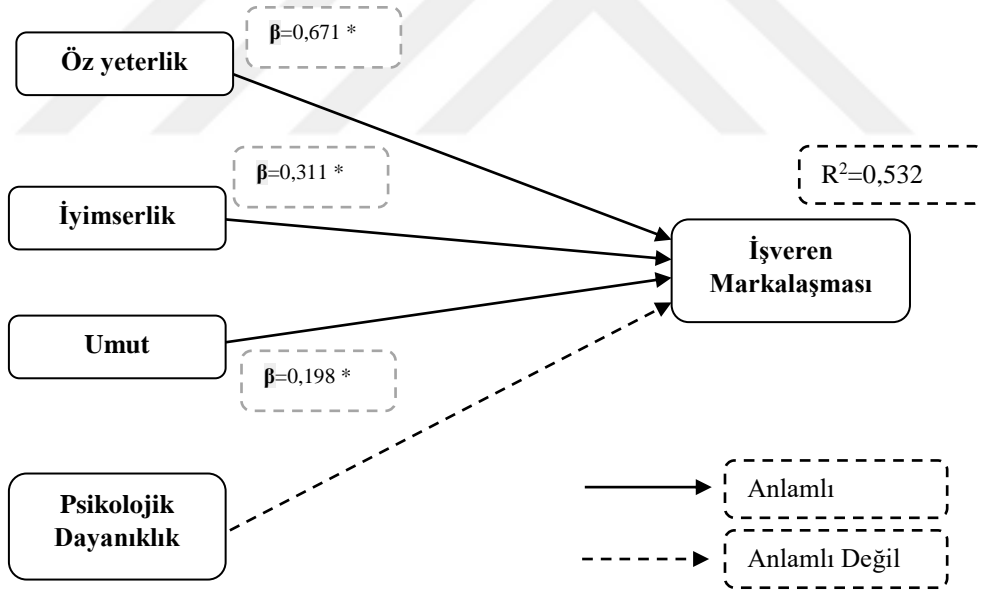 β=0,671 *
Öz yeterlik
β=0,311 *
R²=0,532
İyimserlik
İşveren
Markalaşması
Umut
β=0,198 *
Psikolojik
Dayanıklık
Anlamlı
Anlamlı Değil